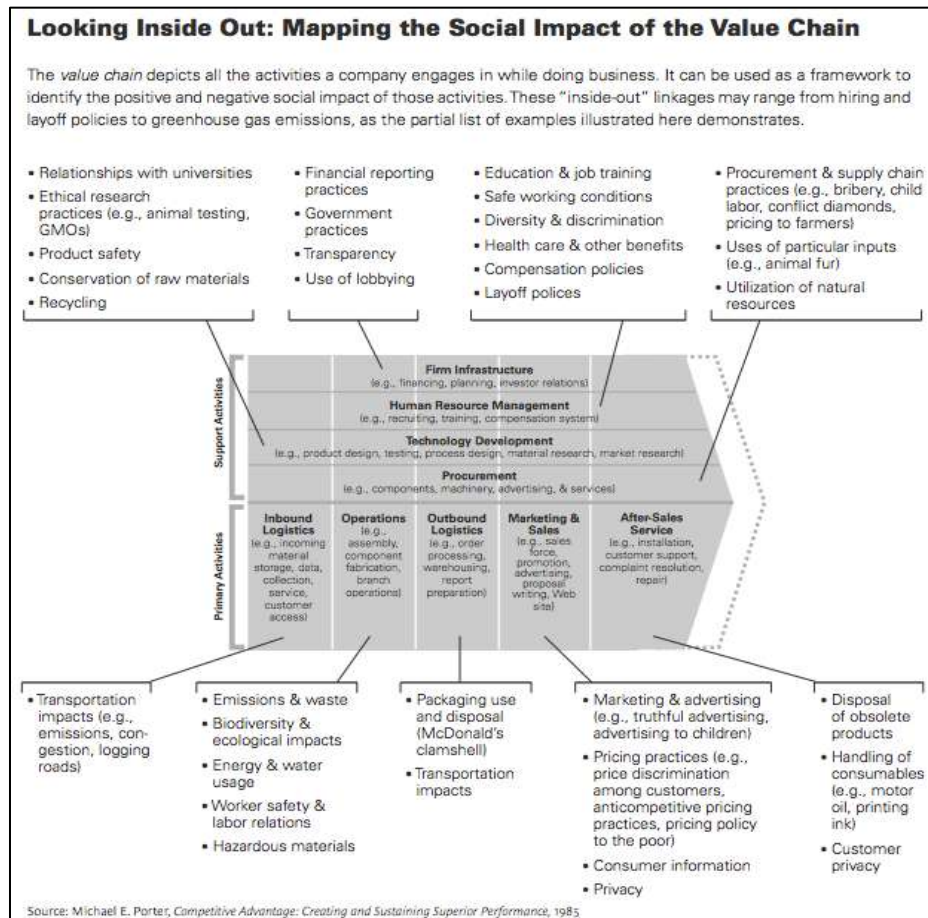 Looking Inside Out: Mapping the Social Impact of the Value Chain
The value chain depicts all the activities a company engages in while doing business. It can be used as a framework to
identify the positive and negative social impact of those activities. These “inside-out” linkages may range from hiring and
layoff policies to greenhouse gas emissions, as the partial list of examples illustrated here demonstrates.
▪ Relationships with universities
▪ Ethical research
practices (e.g., animal testing,
GMOs)
▪ Product safety
▪ Conservation of raw materials
▪ Recycling
▪ Financial reporting
practices
▪ Government
practices
▪ Transparency
▪ Use of lobbying
▪ Education & job training
▪ Safe working conditions
▪ Diversity & discrimination
▪ Health care & other benefits
▪ Compensation policies
▪ Layoff polices
▪ Procurement & supply chain
practices (e.g., bribery, child
labor, conflict diamonds,
pricing to farmers)
▪ Uses of particular inputs
(e.g., animal fur)
▪ Utilization of natural
resources
Support Activities
Firm Infrastructure
(e.g., financing, planning, investor relations)
Human Resource Management
(e.g., recruiting, training, compensation system)
Technology Development
(e.g., product design, testing, process design, material research, market research)
Procurement
(e.g., components, machinery, advertising, & services)
Primary Activities
Inbound
Logistics
(e.g., incoming
material
storage, data,
collection,
service,
customer
access)
Operations
(e.g.,
assembly,
component
fabrication,
branch
operations)
Outbound
Logistics
(e.g., order
processing,
warehousing,
report
preparation)
Marketing &
Sales
(e.g., sales
force,
promotion,
advertising,
proposal
writing, Web
site)
After-Sales
Service
(e.g., installation,
customer support,
complaint resolution,
repair)
▪ Transportation
impacts (e.g.,
emissions, con-
gestion, logging
roads)
▪ Emissions & waste
▪ Biodiversity &
ecological impacts
▪ Energy & water
usage
▪ Worker safety &
labor relations
▪ Hazardous materials
▪ Packaging use
and disposal
(McDonald’s
clamshell)
▪ Transportation
impacts
▪ Marketing & advertising
(e.g., truthful advertising,
advertising to children)
▪ Pricing practices (e.g.,
price discrimination
among customers,
anticompetitive pricing
practices, pricing policy
to the poor)
▪ Consumer information
▪ Privacy
▪ Disposal
of obsolete
products
▪ Handling of
consumables
(e.g., motor
oil, printing
ink)
▪ Customer
privacy
Source: Michael E. Porter, Competitive Advantage: Creating and Sustaining Superior Performance, 1985